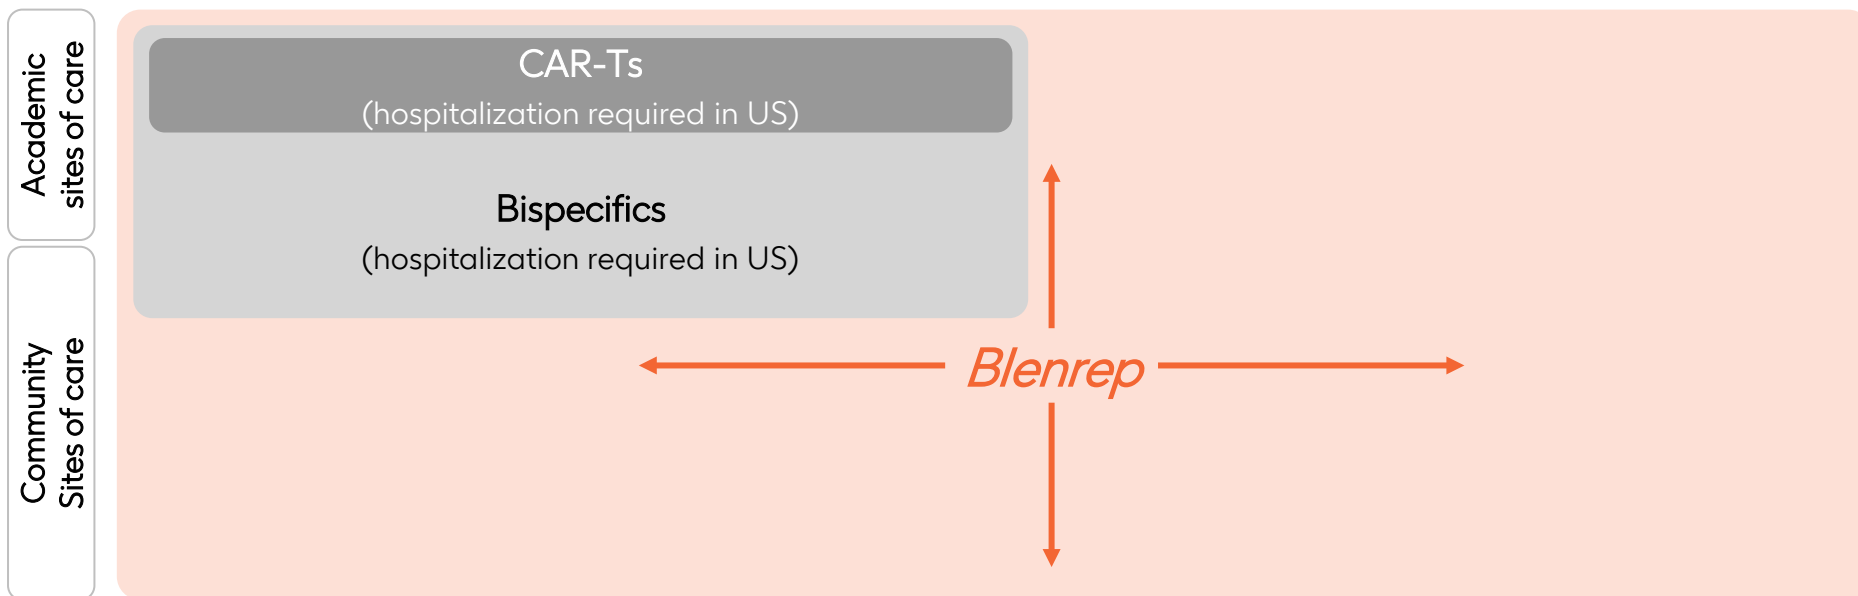 Academic
sites of care
CAR-Ts
(hospitalization required in US)
Bispecifics
(hospitalization required in US)
Community
Sites of care
Blenrep